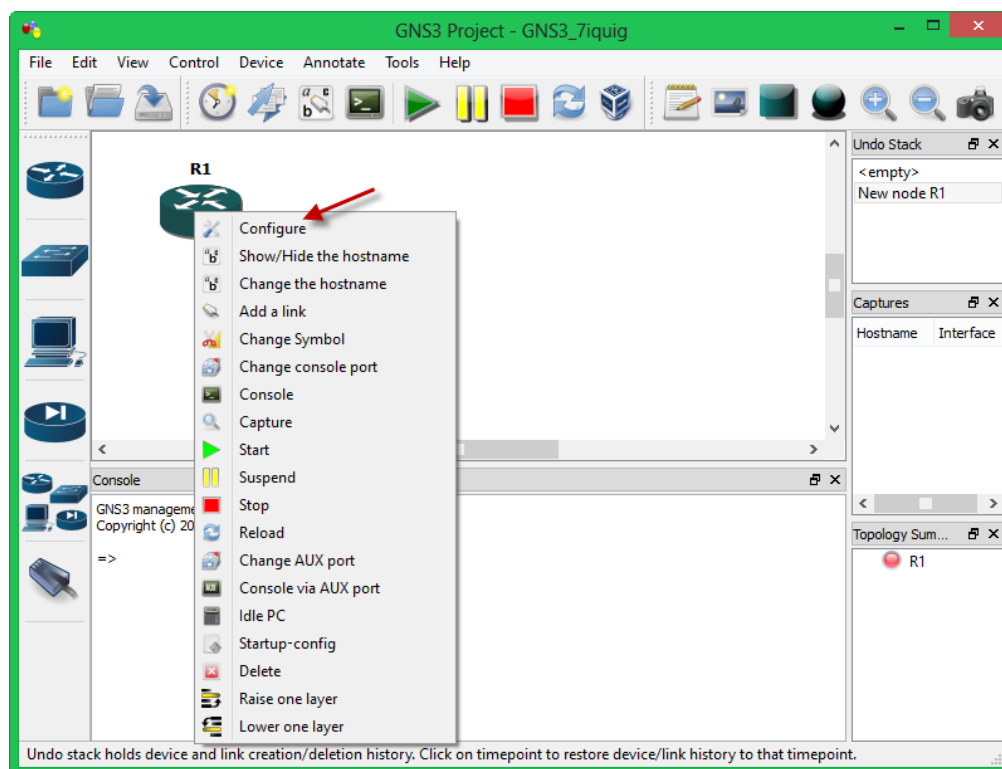 GNS3 Project - GNS3_7iquig
File Edit View Control Device Annotate Tools Help
Undo Stack
<empty>
New node R1
R1
Configure
Show/Hide the hostname
Change the hostname
Add a link
Change Symbol
Change console port
Console
Capture
Start
Suspend
Stop
Reload
Change AUX port
Console via AUX port
Idle PC
Startup-config
Delete
Raise one layer
Lower one layer
Captures
Hostname Interface
Console
GNS3 manageme
Copyright (c) 20
=>
Topology Sum...
R1
Undo stack holds device and link creation/deletion history. Click on timepoint to restore device/link history to that timepoint.